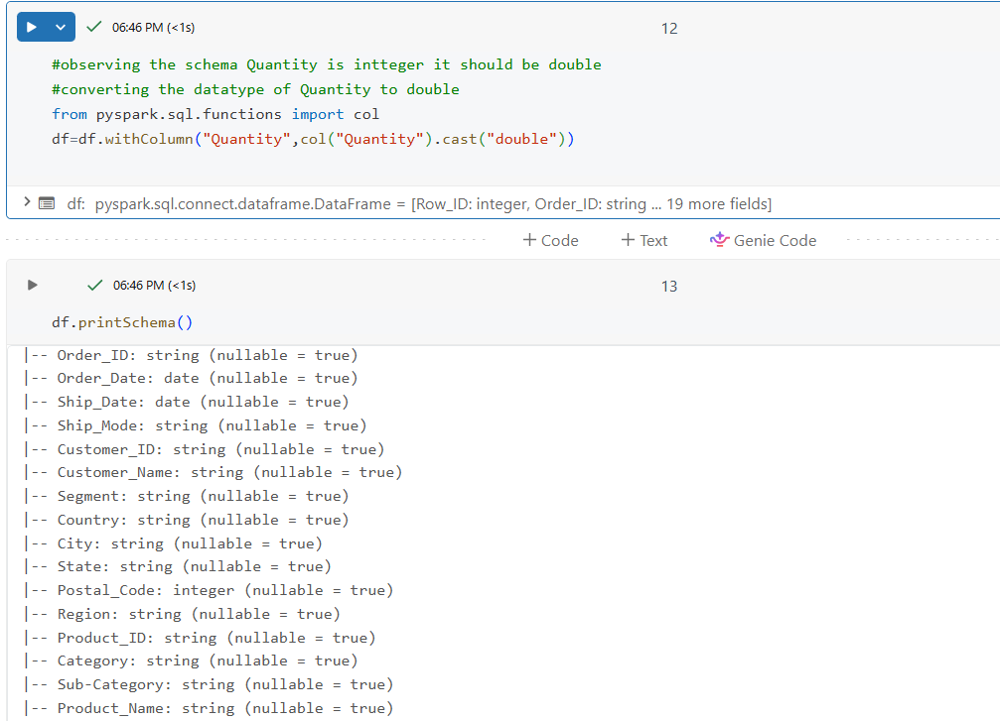 06:46 PM (<1s)
12
#observing the schema Quantity is intteger it should be double
#converting the datatype of Quantity to double
from pyspark.sql.functions import col
df=df.withColumn("Quantity",col("Quantity").cast("double"))
df: pyspark.sql.connect.dataframe.DataFrame = [Row_ID: integer, Order_ID: string ... 19 more fields]
+ Code + Text Genie Code
06:46 PM (<1s)
13
df.printSchema()
|-- Order_ID: string (nullable = true)
|-- Order_Date: date (nullable = true)
|-- Ship_Date: date (nullable = true)
|-- Ship_Mode: string (nullable = true)
|-- Customer_ID: string (nullable = true)
|-- Customer_Name: string (nullable = true)
|-- Segment: string (nullable = true)
|-- Country: string (nullable = true)
|-- City: string (nullable = true)
|-- State: string (nullable = true)
|-- Postal_Code: integer (nullable = true)
|-- Region: string (nullable = true)
|-- Product_ID: string (nullable = true)
|-- Category: string (nullable = true)
|-- Sub-Category: string (nullable = true)
|-- Product_Name: string (nullable = true)